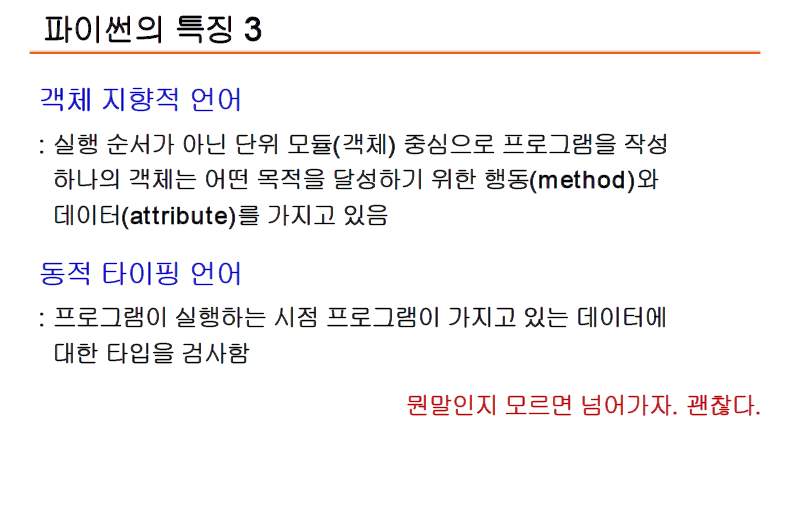 파이썬의 특징 3
객체 지향적 언어
: 실행 순서가 아닌 단위 모듈(객체) 중심으로 프로그램을 작성
하나의 객체는 어떤 목적을 달성하기 위한 행동(method)와
데이터(attribute)를 가지고 있음
동적 타이핑 언어
: 프로그램이 실행하는 시점 프로그램이 가지고 있는 데이터에
대한 타입을 검사함
뭔말인지 모르면 넘어가자. 괜찮다.